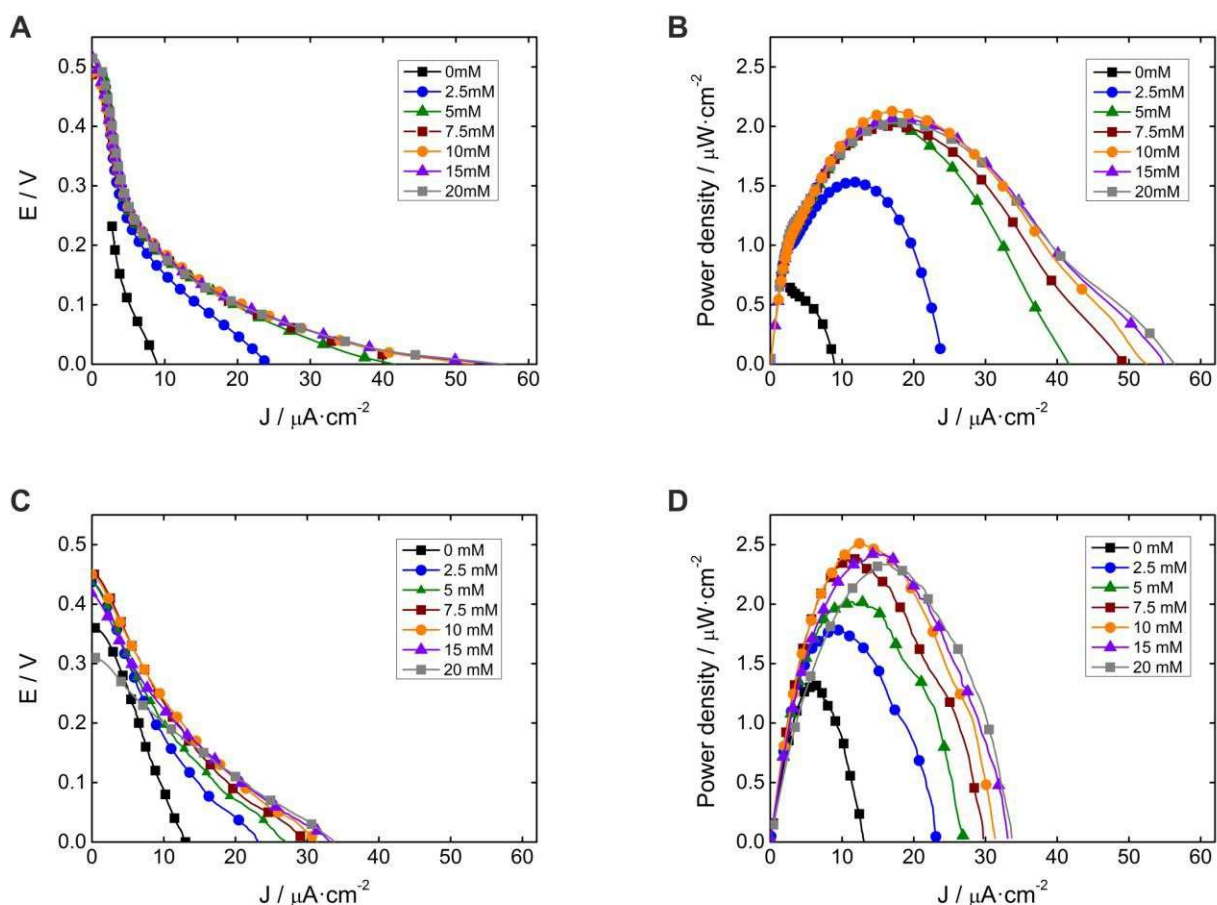 A
E / V
0.5
0.4
0.3
0.2
0.1
0.0
0 10 20 30 40 50 60
J / μA·cm⁻²
0mM
2.5mM
5mM
7.5mM
10mM
15mM
20mM
B
Power density / μW·cm⁻²
2.5
2.0
1.5
1.0
0.5
0.0
0 10 20 30 40 50 60
J / μA·cm⁻²
0mM
2.5mM
5mM
7.5mM
10mM
15mM
20mM
C
E / V
0.5
0.4
0.3
0.2
0.1
0.0
0 10 20 30 40 50 60
J / μA·cm⁻²
0 mM
2.5 mM
5 mM
7.5 mM
10 mM
15 mM
20 mM
D
Power density / μW·cm⁻²
2.5
2.0
1.5
1.0
0.5
0.0
0 10 20 30 40 50 60
J / μA·cm⁻²
0 mM
2.5 mM
5 mM
7.5 mM
10 mM
15 mM
20 mM